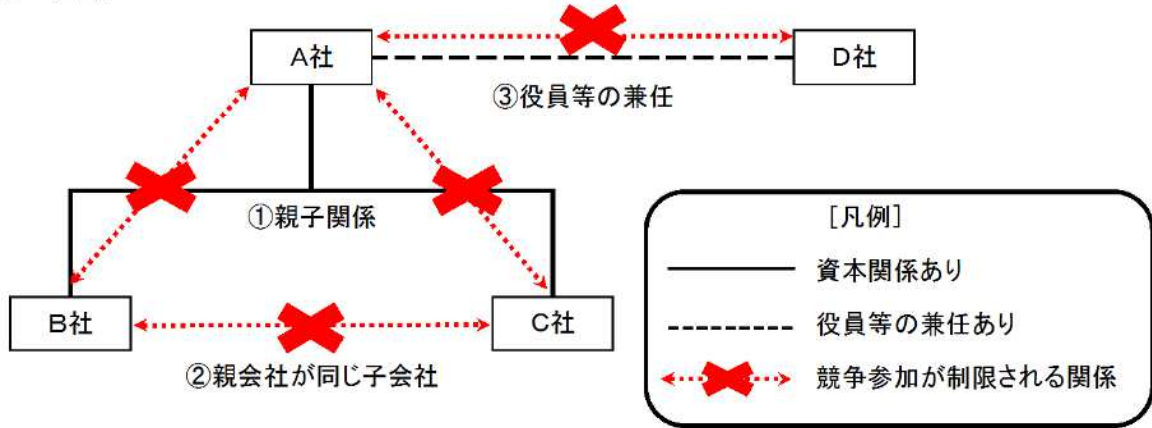 A社
D社
③役員等の兼任
①親子関係
B社
C社
②親会社が同じ子会社
［凡例］
資本関係あり
役員等の兼任あり
競争参加が制限される関係